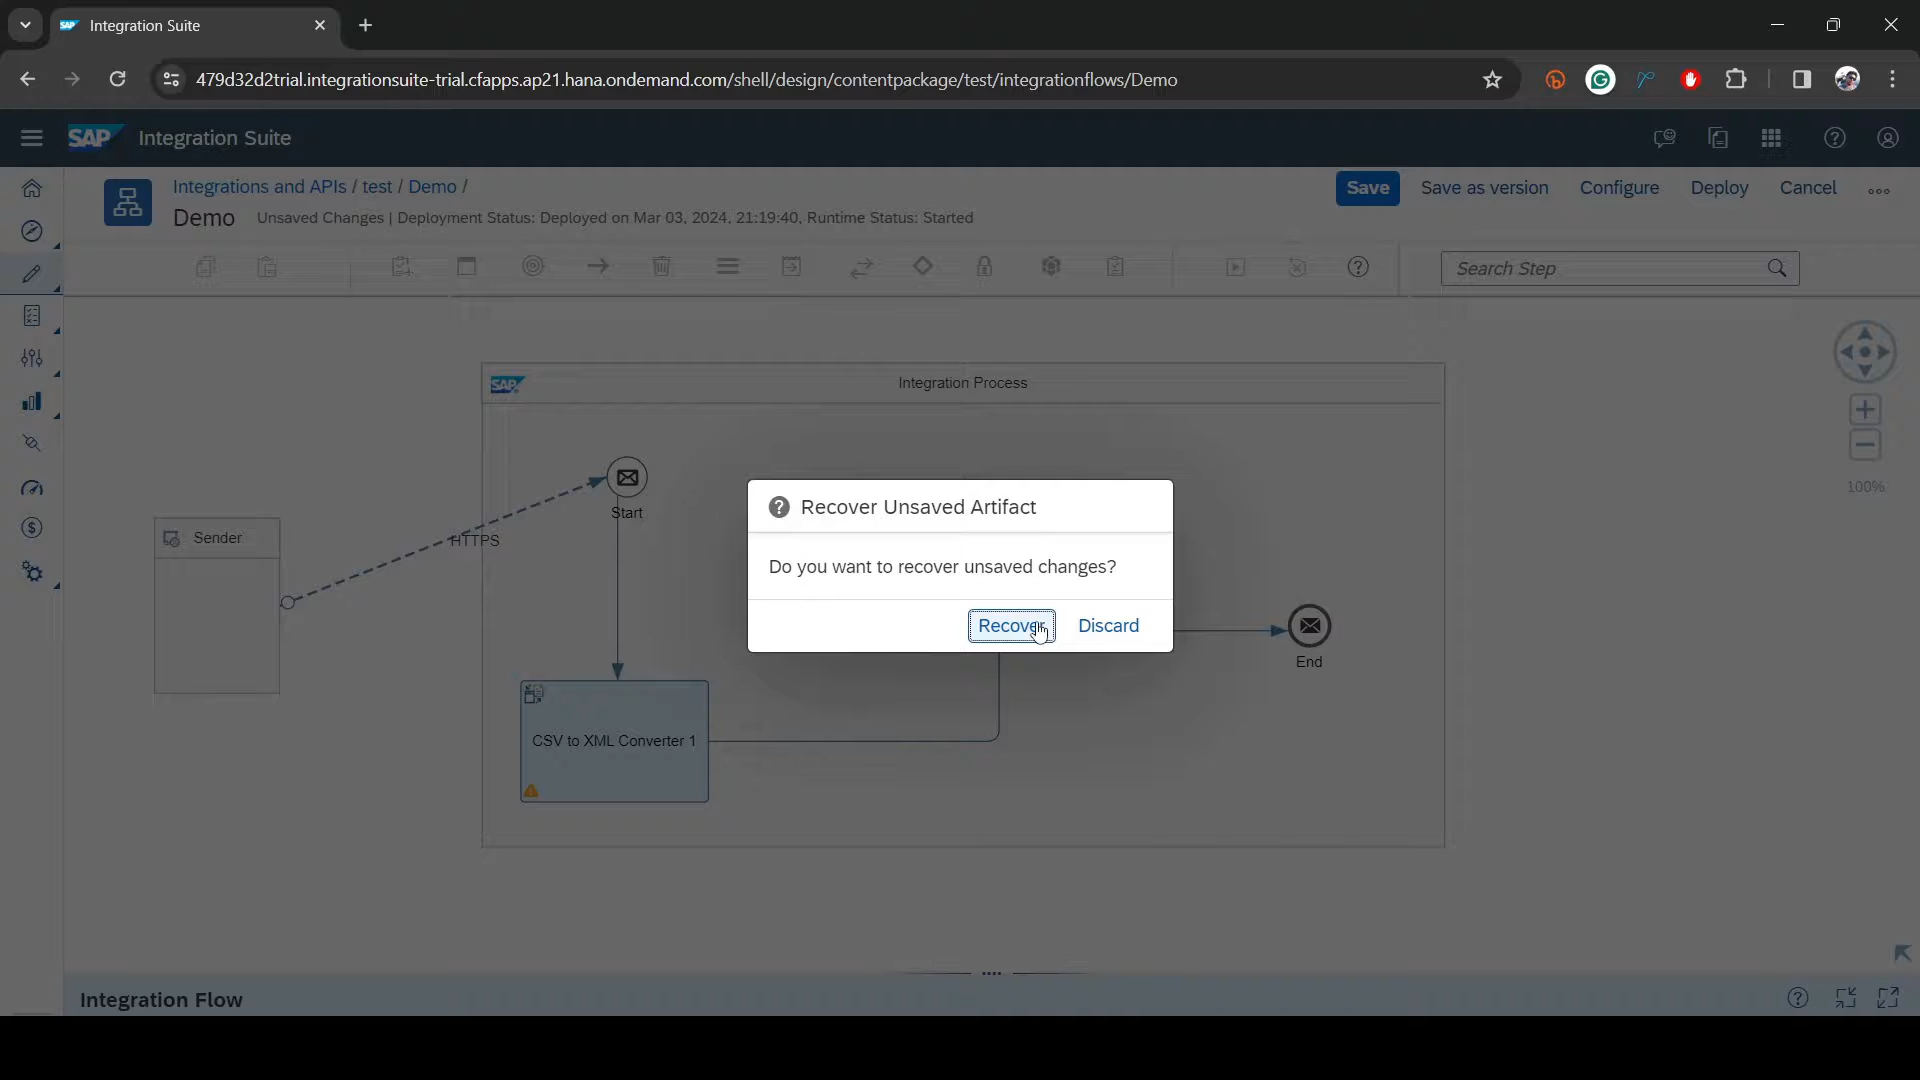 Integration Suite
479d32d2trial.integrationsuite-trial.cfapps.ap21.hana.ondemand.com/shell/design/contentpackage/test/integrationflows/Demo
SAP Integration Suite
Integrations and APIs / test / Demo /
Save Save as version Configure Deploy Cancel
Demo Unsaved Changes | Deployment Status: Deployed on Mar 03, 2024, 21:19:40, Runtime Status: Started
Search Step
SAP Integration Process
Start
Sender
HTTPS
100%
Recover Unsaved Artifact
Do you want to recover unsaved changes?
Recover Discard
End
CSV to XML Converter 1
Integration Flow